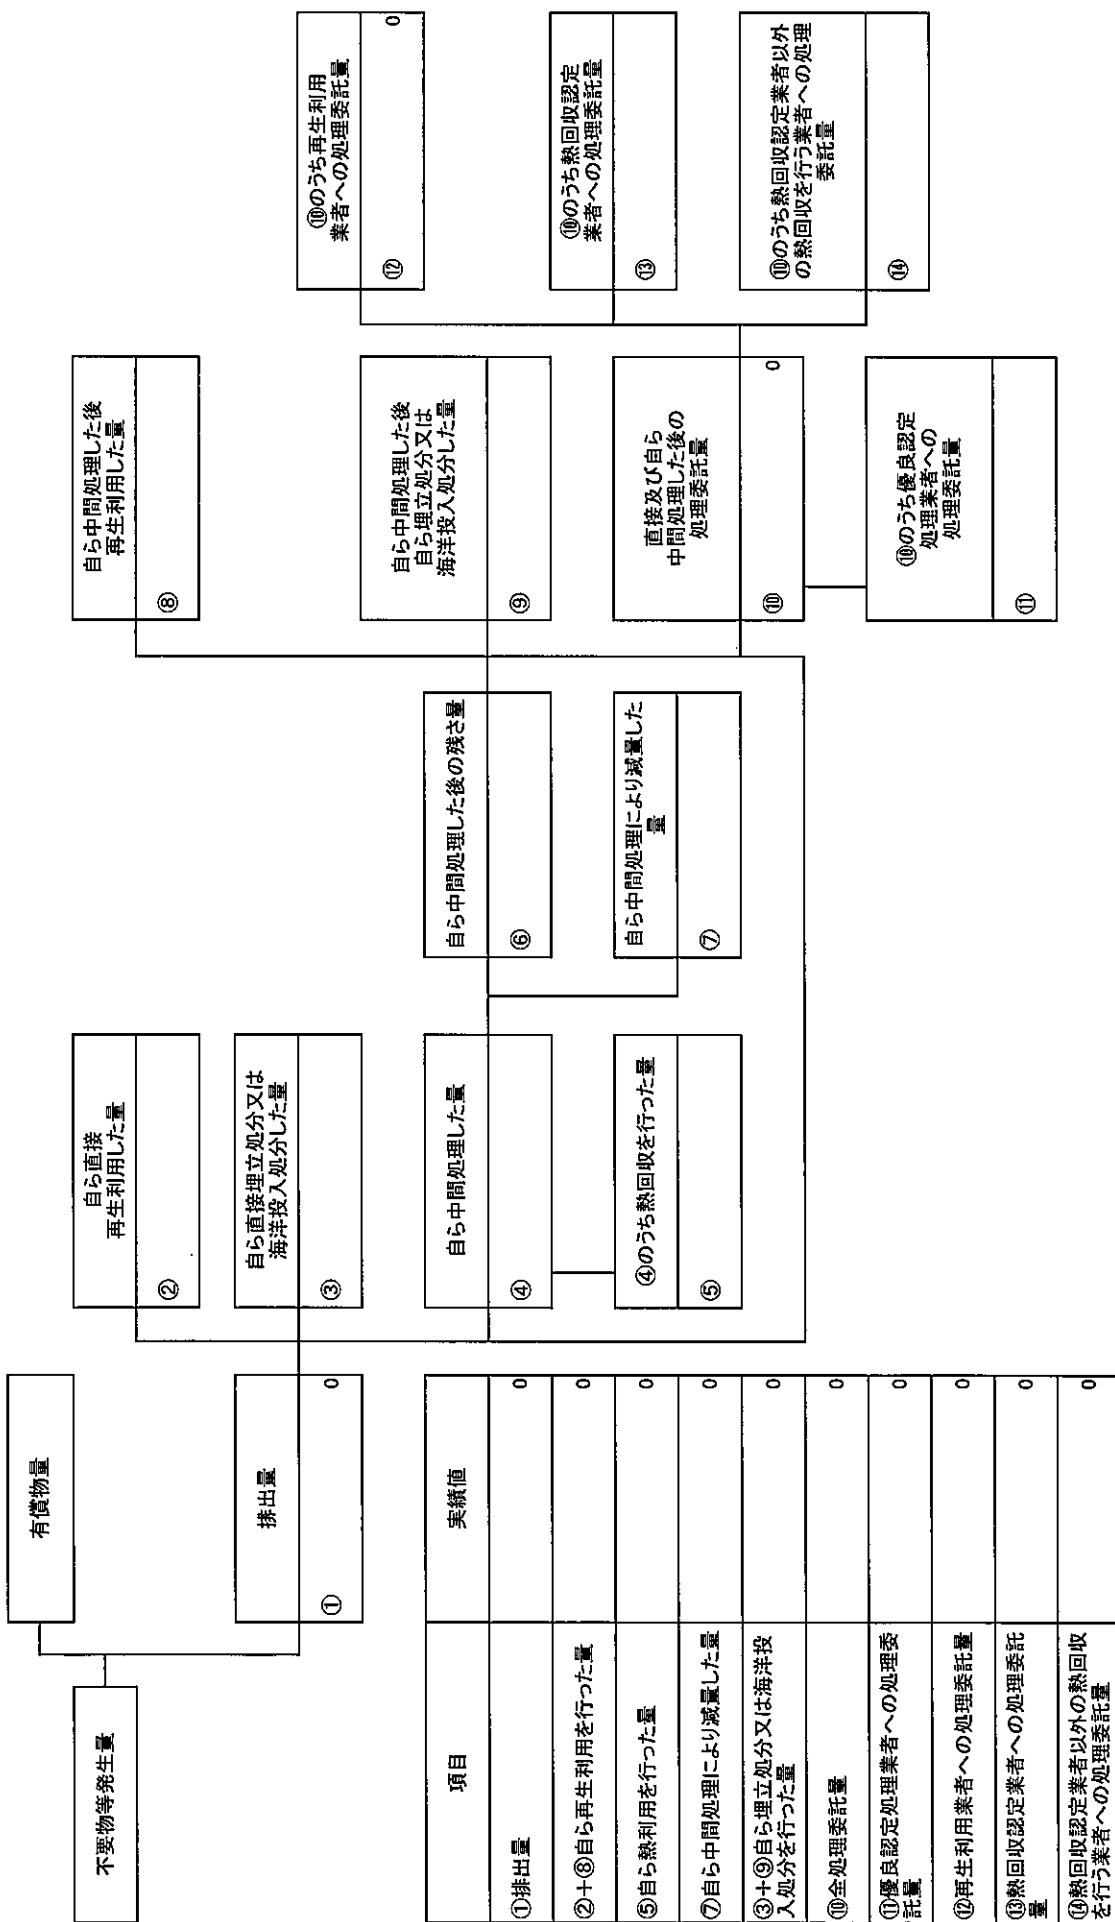 不要物等発生量
有償物量
排出量
①
0
自ら直接
再生利用した量
②
自ら直接埋立処分又は
海洋投入処分した量
③
自ら中間処理した量
④
④のうち熱回収を行った量
⑤
自ら中間処理した後の残さ量
⑥
自ら中間処理により減量した
量
⑦
自ら中間処理した後
再生利用した量
⑧
自ら中間処理した後
自ら埋立処分又は
海洋投入処分した量
⑨
直接及び自ら
中間処理した後の
処理委託量
⑩
0
⑩のうち優良認定
処理業者への
処理委託量
⑪
⑩のうち再生利用
業者への処理委託量
⑫
0
⑩のうち熱回収認定
業者への処理委託量
⑬
⑩のうち熱回収認定業者以外
の熱回収を行う業者への処理
委託量
⑭
項目 実績値
①排出量 0
②+⑧自ら再生利用を行った量 0
⑤自ら熱利用を行った量 0
⑦自ら中間処理により減量した量 0
③+⑨自ら埋立処分又は海洋投
入処分を行った量 0
⑩全処理委託量 0
⑪優良認定処理業者への処理委
託量 0
⑫再生利用業者への処理委託量 0
⑬熱回収認定業者への処理委託
量 0
⑭熱回収認定業者以外の熱回収
を行う業者への処理委託量 0